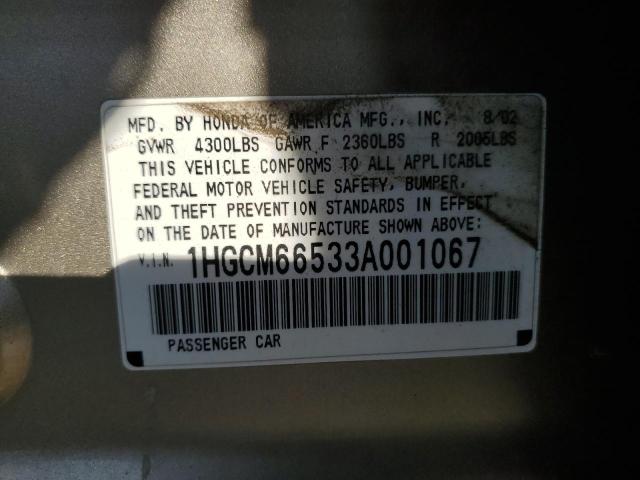 MFD. BY HONDA OF AMERICA MFG., INC. 8/02
GVWR 4300LBS GAWR F 2360LBS R 2005LBS
THIS VEHICLE CONFORMS TO ALL APPLICABLE
FEDERAL MOTOR VEHICLE SAFETY, BUMPER,
AND THEFT PREVENTION STANDARDS IN EFFECT
ON THE DATE OF MANUFACTURE SHOWN ABOVE:
V.I.N. 1HGCM66533A001067
PASSENGER CAR